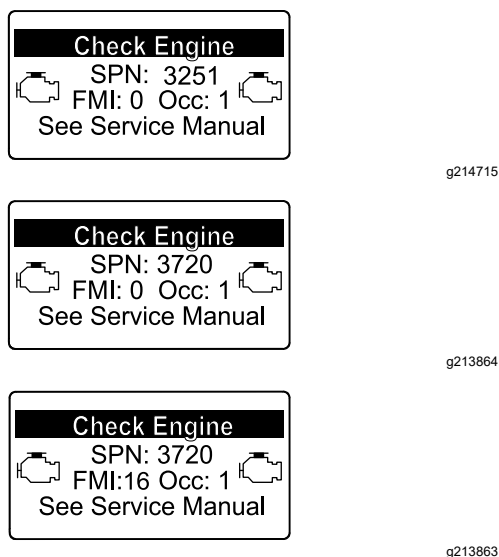 Check Engine
SPN: 3251
FMI: 0 Occ: 1
See Service Manual
g214715
Check Engine
SPN: 3720
FMI: 0 Occ: 1
See Service Manual
g213864
Check Engine
SPN: 3720
FMI:16 Occ: 1
See Service Manual
g213863